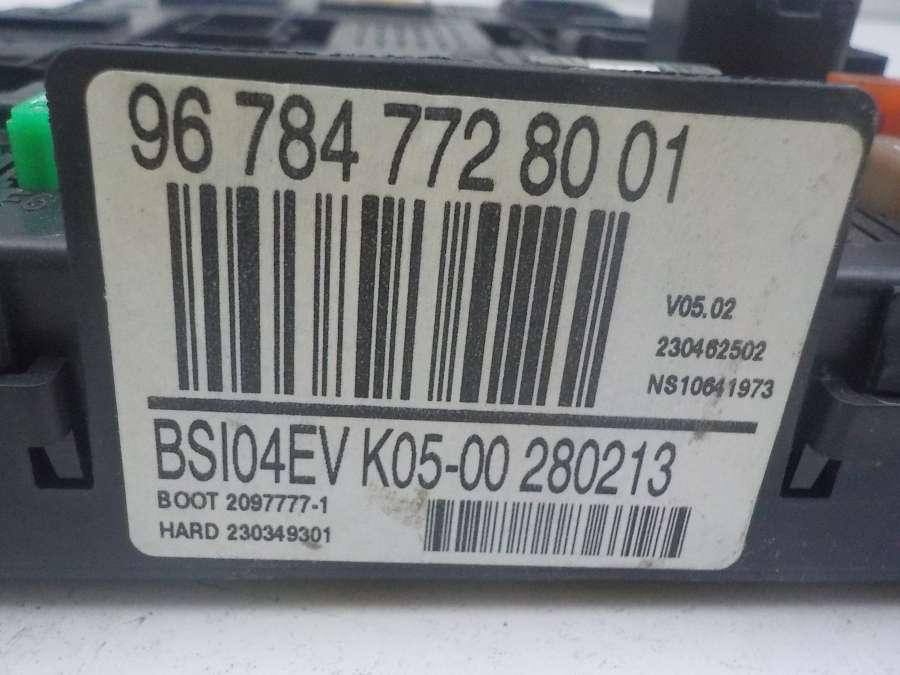 96 784 772 80 01
V05.02
230462502
NS10641973
BSI04EV K05-00 280213
BOOT 2097777-1
HARD 230349301